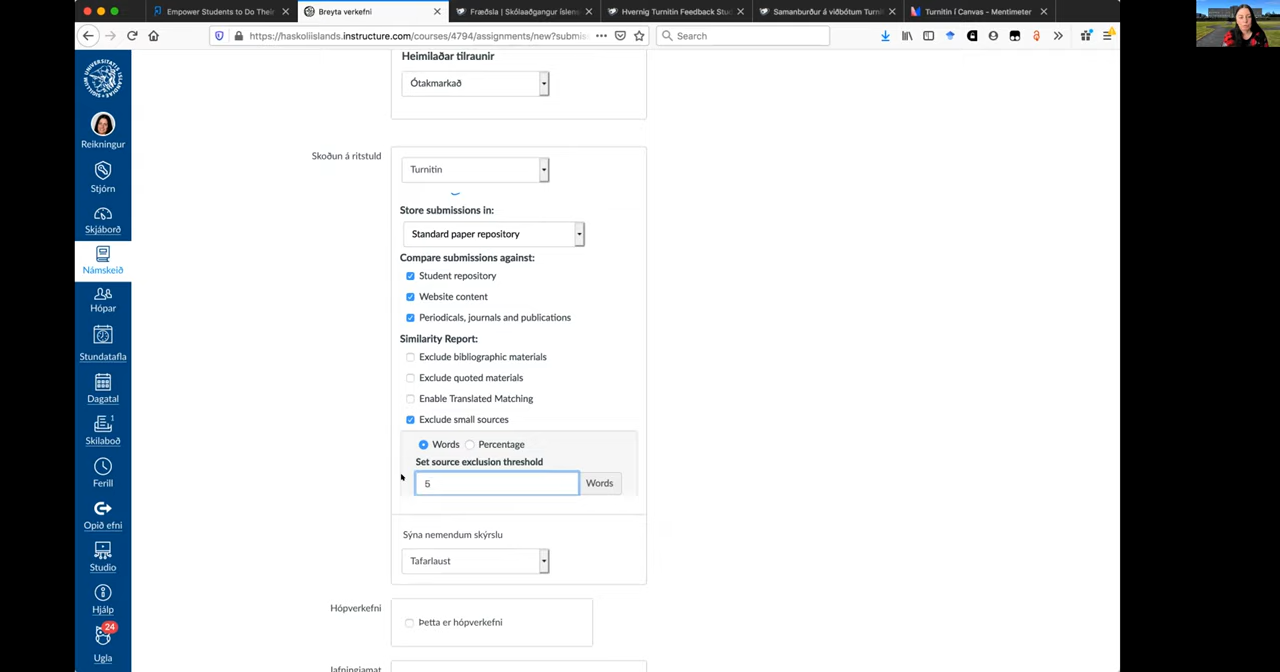 Empower Students to Do Their
Breyta verkefni
Fræðsla | Skólaaðgangur íslens
Hvernig Turnitin Feedback Stu
Samanburður á viðbótum Turni
Turnitin í Canvas - Mentimeter
https://haskoliislands.instructure.com/courses/4794/assignments/new?submis
Search
UNIVERSITAS ISLANDIAE
SIGILLUM
Reikningur
Stjórn
Skjáborð
Námskeið
Hópar
Stundatafla
Dagatal
1
Skilaboð
Ferill
Opið efni
Studio
Hjálp
24
Ugla
Heimilaðar tilraunir
Ótakmarkað
Skoðun á ritstuld
Turnitin
Store submissions in:
Standard paper repository
Compare submissions against:
Student repository
Website content
Periodicals, journals and publications
Similarity Report:
Exclude bibliographic materials
Exclude quoted materials
Enable Translated Matching
Exclude small sources
Words Percentage
Set source exclusion threshold
5 Words
Sýna nemendum skýrslu
Tafarlaust
Hópverkefni
Þetta er hópverkefni
Jafningjamat